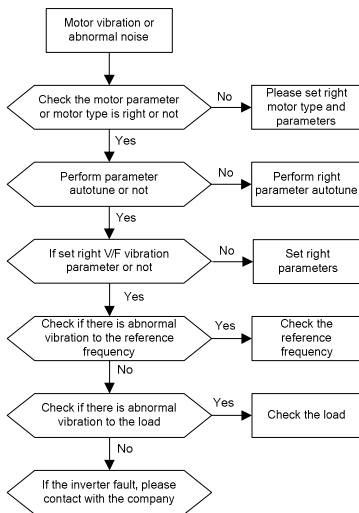 Motor vibration or
abnormal noise
Check the motor parameter
or motor type is right or not
No
Please set right
motor type and
parameters
Yes
Perform parameter
autotune or not
No
Perform right
parameter autotune
Yes
If set right V/F vibration
parameter or not
No
Set right
parameters
Yes
Check if there is abnormal
vibration to the reference
frequency
Yes
Check the
reference
frequency
No
Check if there is abnormal
vibration to the load
Yes
Check the load
No
If the inverter fault, please
contact with the company